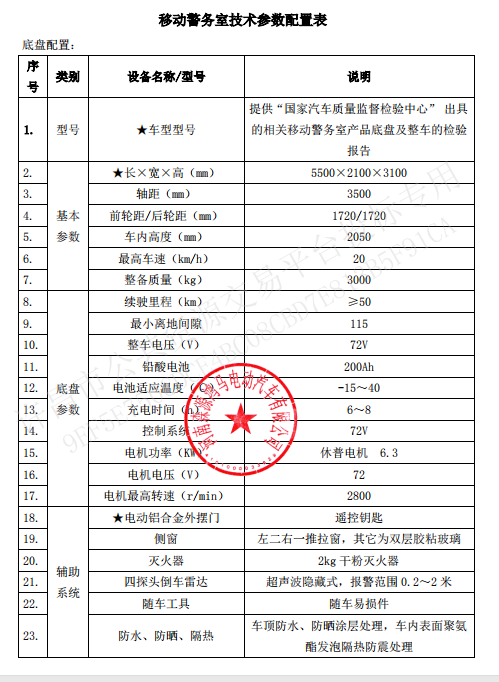 移动警务室技术参数配置表
底盘配置：
序号 类别 设备名称/型号 说明
1. 型号 ★车型型号 提供“国家汽车质量监督检验中心” 出具
的相关移动警务室产品底盘及整车的检验
报告
2. 基本参数 ★长×宽×高（mm） 5500×2100×3100
3. 轴距（mm） 3500
4. 前轮距/后轮距（mm） 1720/1720
5. 车内高度（mm） 2050
6. 最高车速（km/h） 20
7. 整备质量（kg） 3000
8. 底盘参数 续驶里程（km） ≥50
9. 最小离地间隙 115
10. 整车电压（V） 72V
11. 铅酸电池 200Ah
12. 电池适应温度（℃） -15～40
13. 充电时间（h） 6～8
14. 控制系统 72V
15. 电机功率（KW） 休普电机 6.3
16. 电机电压（V） 72
17. 电机最高转速（r/min） 2800
18. 辅助系统 ★电动铝合金外摆门 遥控钥匙
19. 侧窗 左二右一推拉窗，其它为双层胶粘玻璃
20. 灭火器 2kg 干粉灭火器
21. 四探头倒车雷达 超声波隐藏式，报警范围 0.2～2 米
22. 随车工具 随车易损件
23. 防水、防晒、隔热 车顶防水、防晒涂层处理，车内表面聚氨
酯发泡隔热防震处理